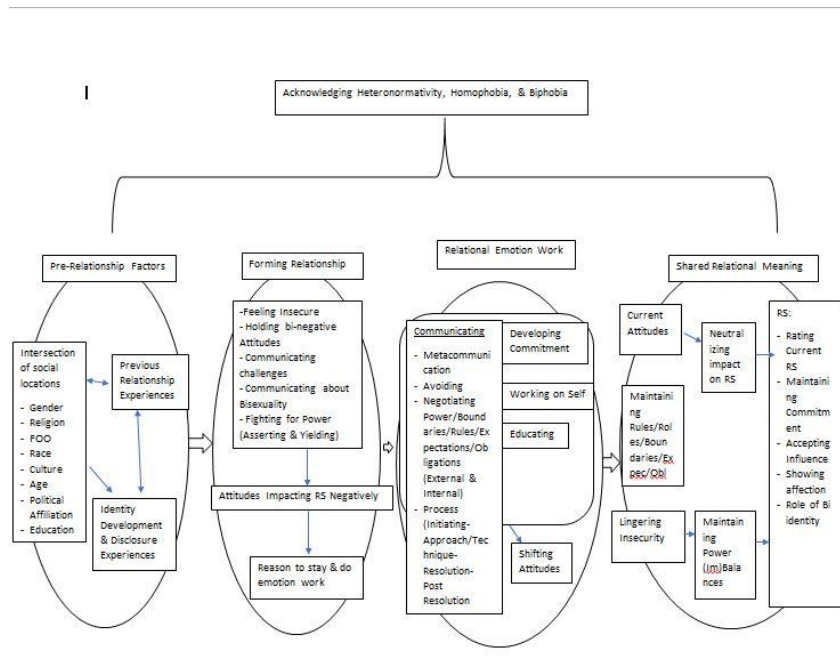 Acknowledging Heteronormativity, Homophobia, & Biphobia
Pre-Relationship Factors
Intersection
of social
locations
- Gender
- Religion
- FOO
- Race
- Culture
- Age
- Political
Affiliation
- Education
Previous
Relationship
Experiences
Identity
Development
& Disclosure
Experiences
Forming Relationship
-Feeling Insecure
- Holding bi-negative
Attitudes
- Communicating
challenges
- Communicating about
Bisexuality
- Fighting for Power
(Asserting & Yielding)
Attitudes Impacting RS Negatively
Reason to stay & do
emotion work
Relational Emotion Work
Communicating
- Metacommuni
cation
- Avoiding
- Negotiating
Power/Bound
aries/Rules/Ex
pectations/Ob
ligations
(External &
Internal)
- Process
(Initiating-
Approach/Tec
hnique-
Resolution-
Post
Resolution
Developing
Commitment
Working on Self
Educating
Shifting
Attitudes
Shared Relational Meaning
Current
Attitudes
Neutral
izing
impact
on RS
Maintaini
ng
Rules/Rol
es/Boun
daries/Ex
pec/Obl
Lingering
Insecurity
Maintain
ing
Power
(Im)Bala
nces
RS:
- Rating
Current
RS
- Maintaini
ng
Commitm
ent
- Accepting
Influence
- Showing
affection
- Role of Bi
identity